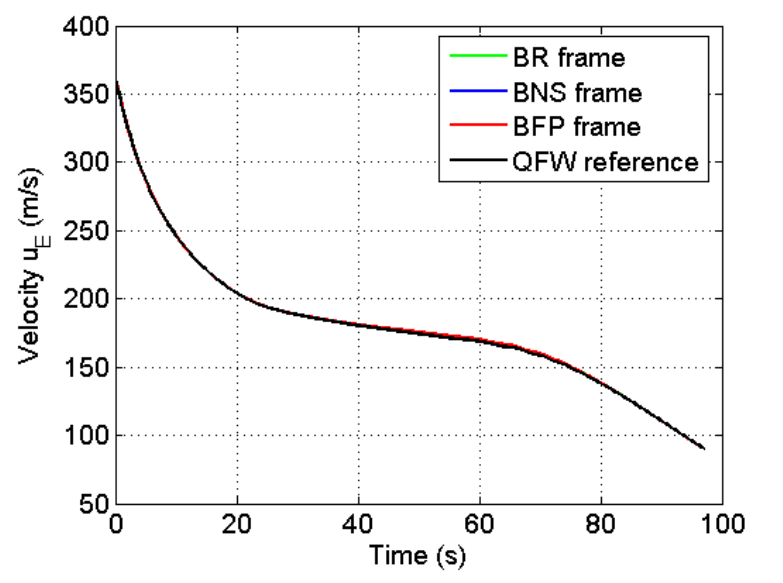 400
350
300
250
200
150
100
50
Velocity u_E (m/s)
BR frame
BNS frame
BFP frame
QFW reference
0 20 40 60 80 100
Time (s)